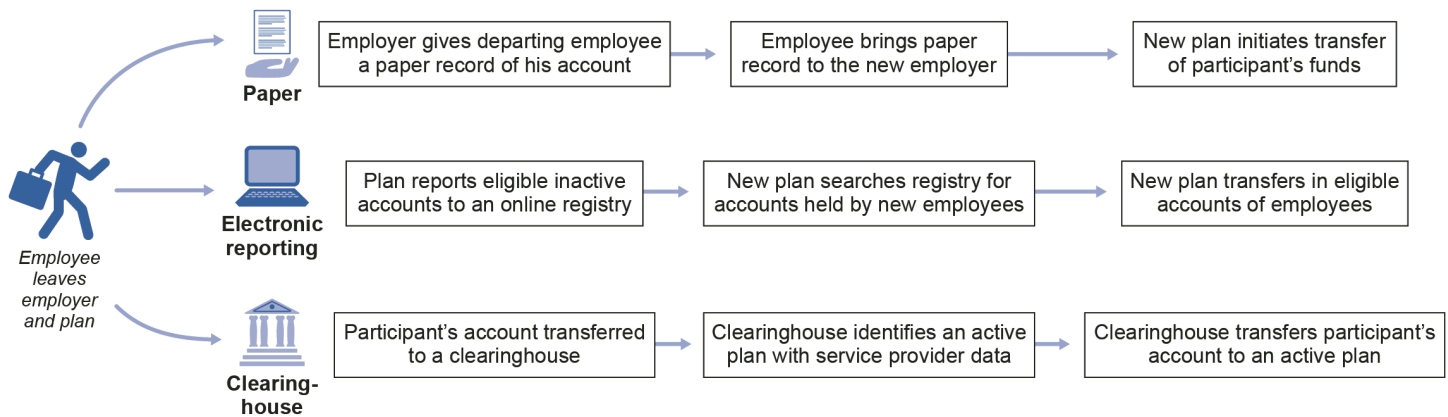 Employer gives departing employee
a paper record of his account
Employee brings paper
record to the new employer
New plan initiates transfer
of participant's funds
Paper
Plan reports eligible inactive
accounts to an online registry
New plan searches registry for
accounts held by new employees
New plan transfers in eligible
accounts of employees
Electronic
reporting
Employee
leaves
employer
and plan
Participant's account transferred
to a clearinghouse
Clearinghouse identifies an active
plan with service provider data
Clearinghouse transfers participant's
account to an active plan
Clearing-
house